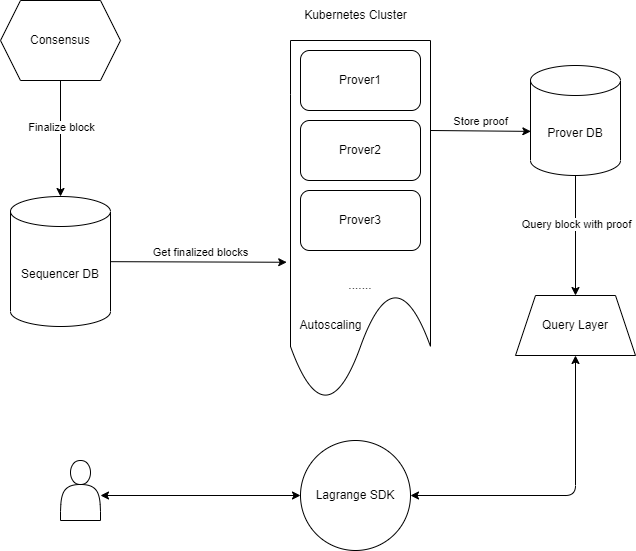 Kubernetes Cluster
Consensus
Prover1
Finalize block
Store proof
Prover DB
Prover2
Prover3
Query block with proof
Get finalized blocks
Sequencer DB
.......
Autoscaling
Query Layer
Lagrange SDK